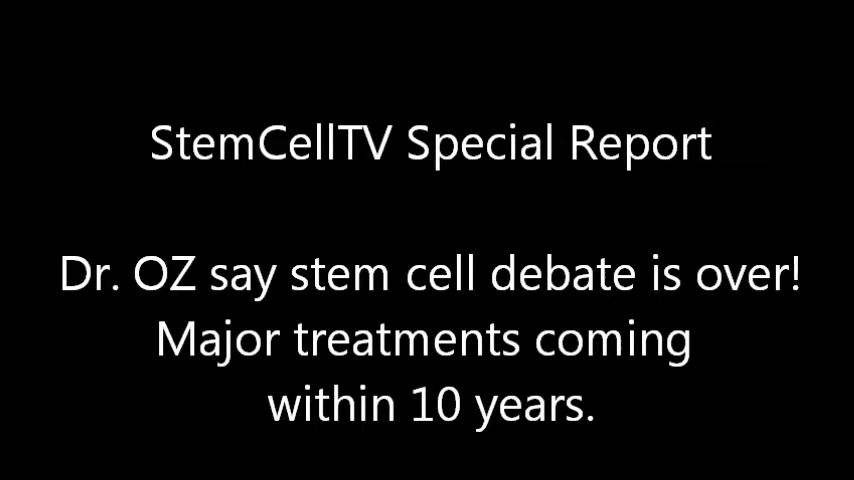 StemCellTV Special Report
Dr. OZ say stem cell debate is over!
Major treatments coming
within 10 years.